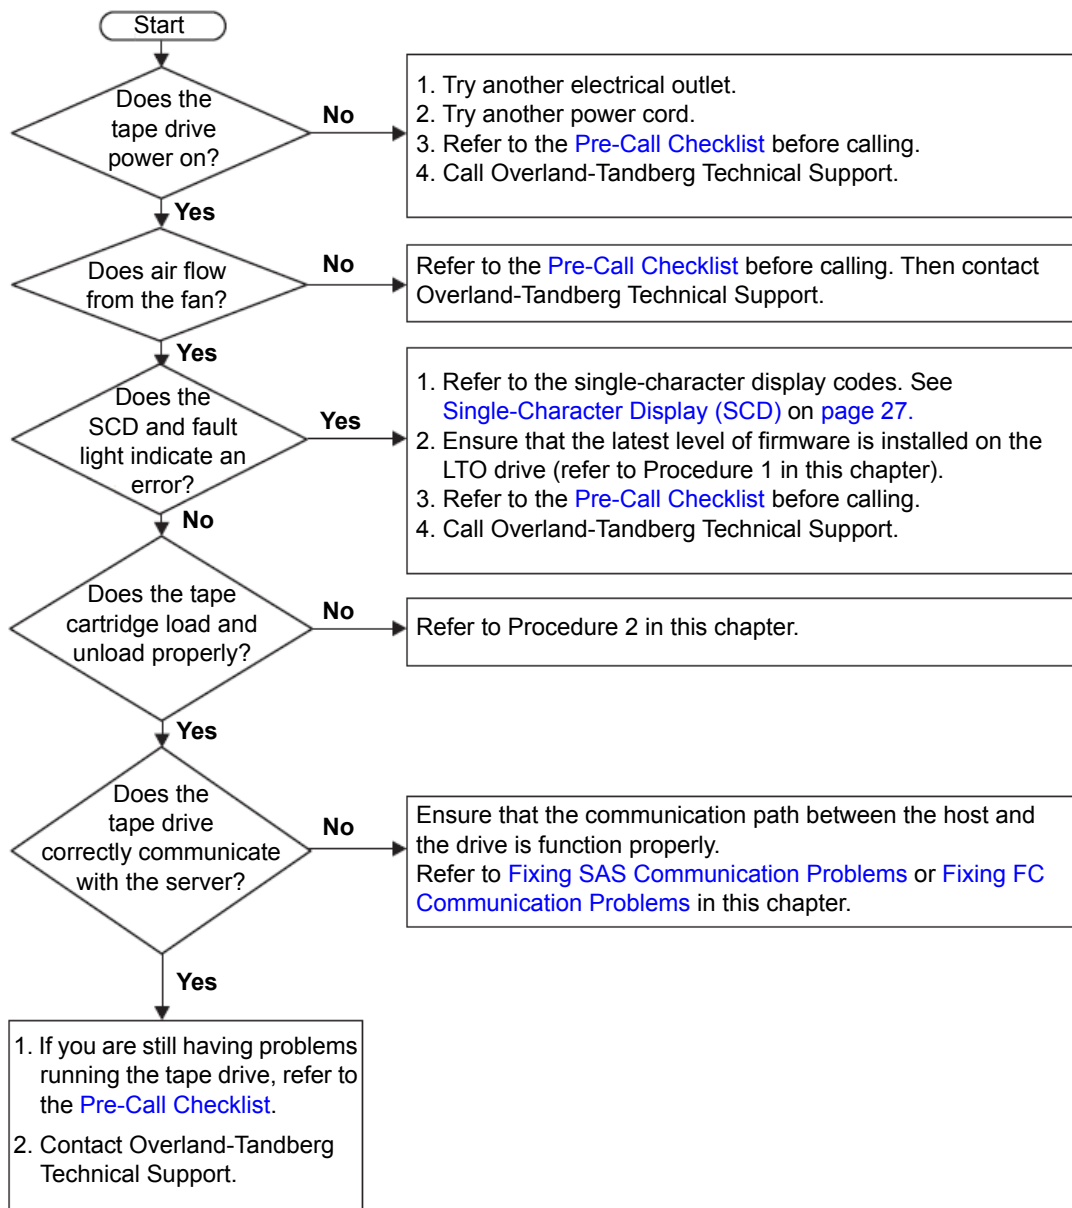 Start
Does the
tape drive
power on?
No
1. Try another electrical outlet.
2. Try another power cord.
3. Refer to the Pre-Call Checklist before calling.
4. Call Overland-Tandberg Technical Support.
Yes
Does air flow
from the fan?
No
Refer to the Pre-Call Checklist before calling. Then contact
Overland-Tandberg Technical Support.
Yes
Does the
SCD and fault
light indicate an
error?
Yes
1. Refer to the single-character display codes. See
Single-Character Display (SCD) on page 27.
2. Ensure that the latest level of firmware is installed on the
LTO drive (refer to Procedure 1 in this chapter).
3. Refer to the Pre-Call Checklist before calling.
4. Call Overland-Tandberg Technical Support.
No
Does the tape
cartridge load and
unload properly?
No
Refer to Procedure 2 in this chapter.
Yes
Does the
tape drive
correctly communicate
with the server?
No
Ensure that the communication path between the host and
the drive is function properly.
Refer to Fixing SAS Communication Problems or Fixing FC
Communication Problems in this chapter.
Yes
1. If you are still having problems
running the tape drive, refer to
the Pre-Call Checklist.
2. Contact Overland-Tandberg
Technical Support.